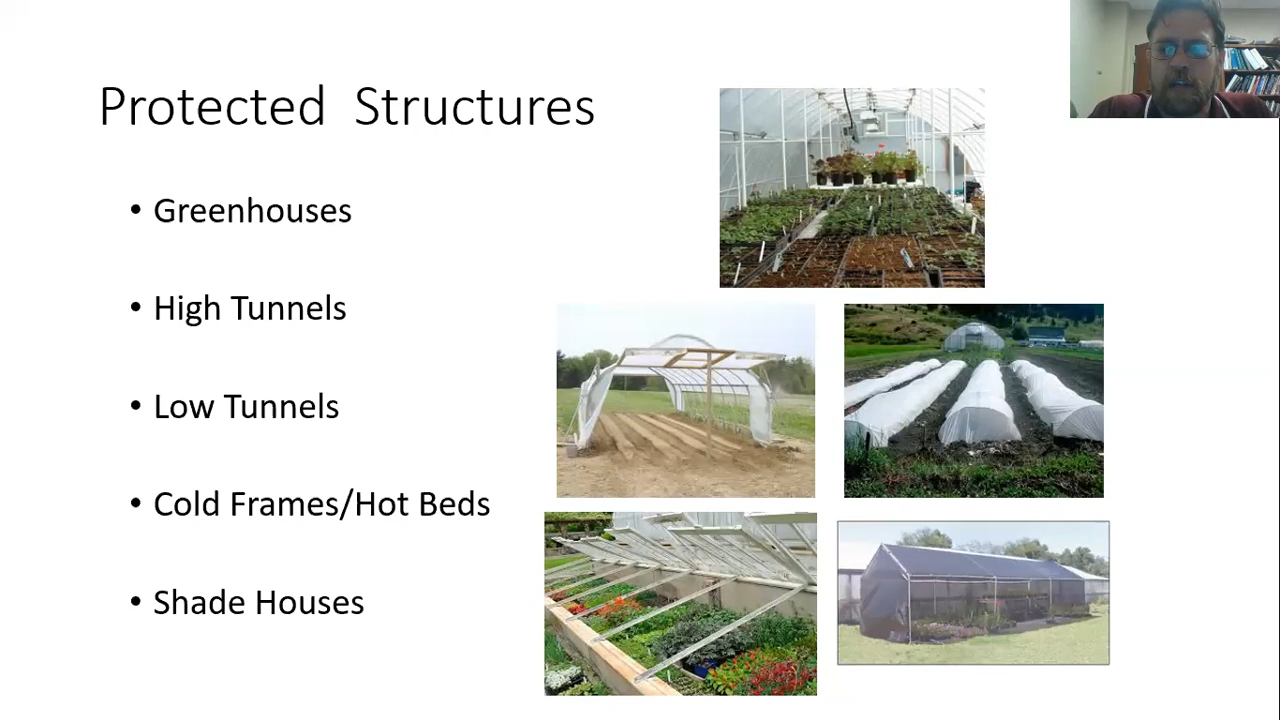 Protected Structures
• Greenhouses
• High Tunnels
• Low Tunnels
• Cold Frames/Hot Beds
• Shade Houses